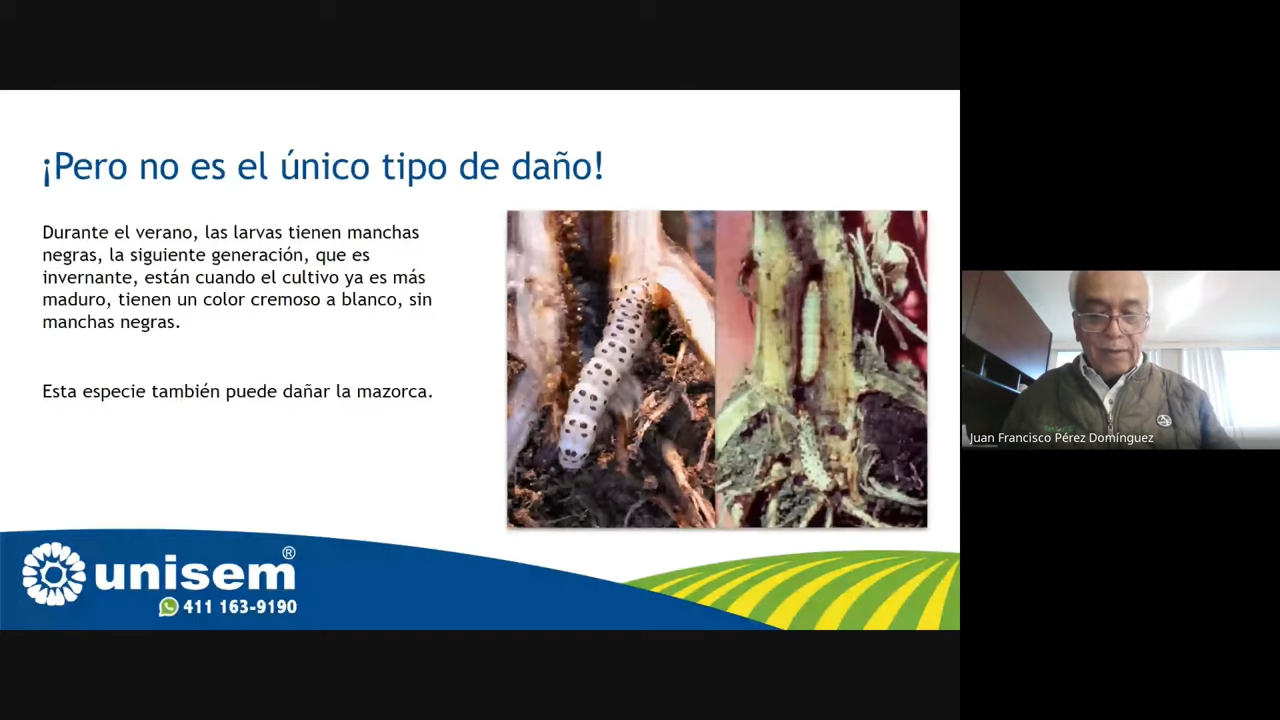 ¡Pero no es el único tipo de daño!
Durante el verano, las larvas tienen manchas
negras, la siguiente generación, que es
invernante, están cuando el cultivo ya es más
maduro, tienen un color cremoso a blanco, sin
manchas negras.
Esta especie también puede dañar la mazorca.
unisem®
411 163-9190
Juan Francisco Pérez Domínguez